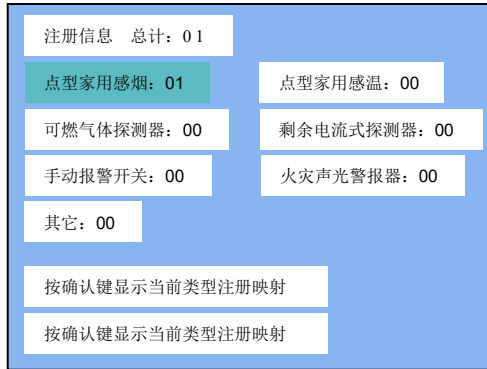 注册信息 总计：01
点型家用感烟：01 点型家用感温：00
可燃气体探测器：00 剩余电流式探测器：00
手动报警开关：00 火灾声光警报器：00
其它：00
按确认键显示当前类型注册映射
按确认键显示当前类型注册映射